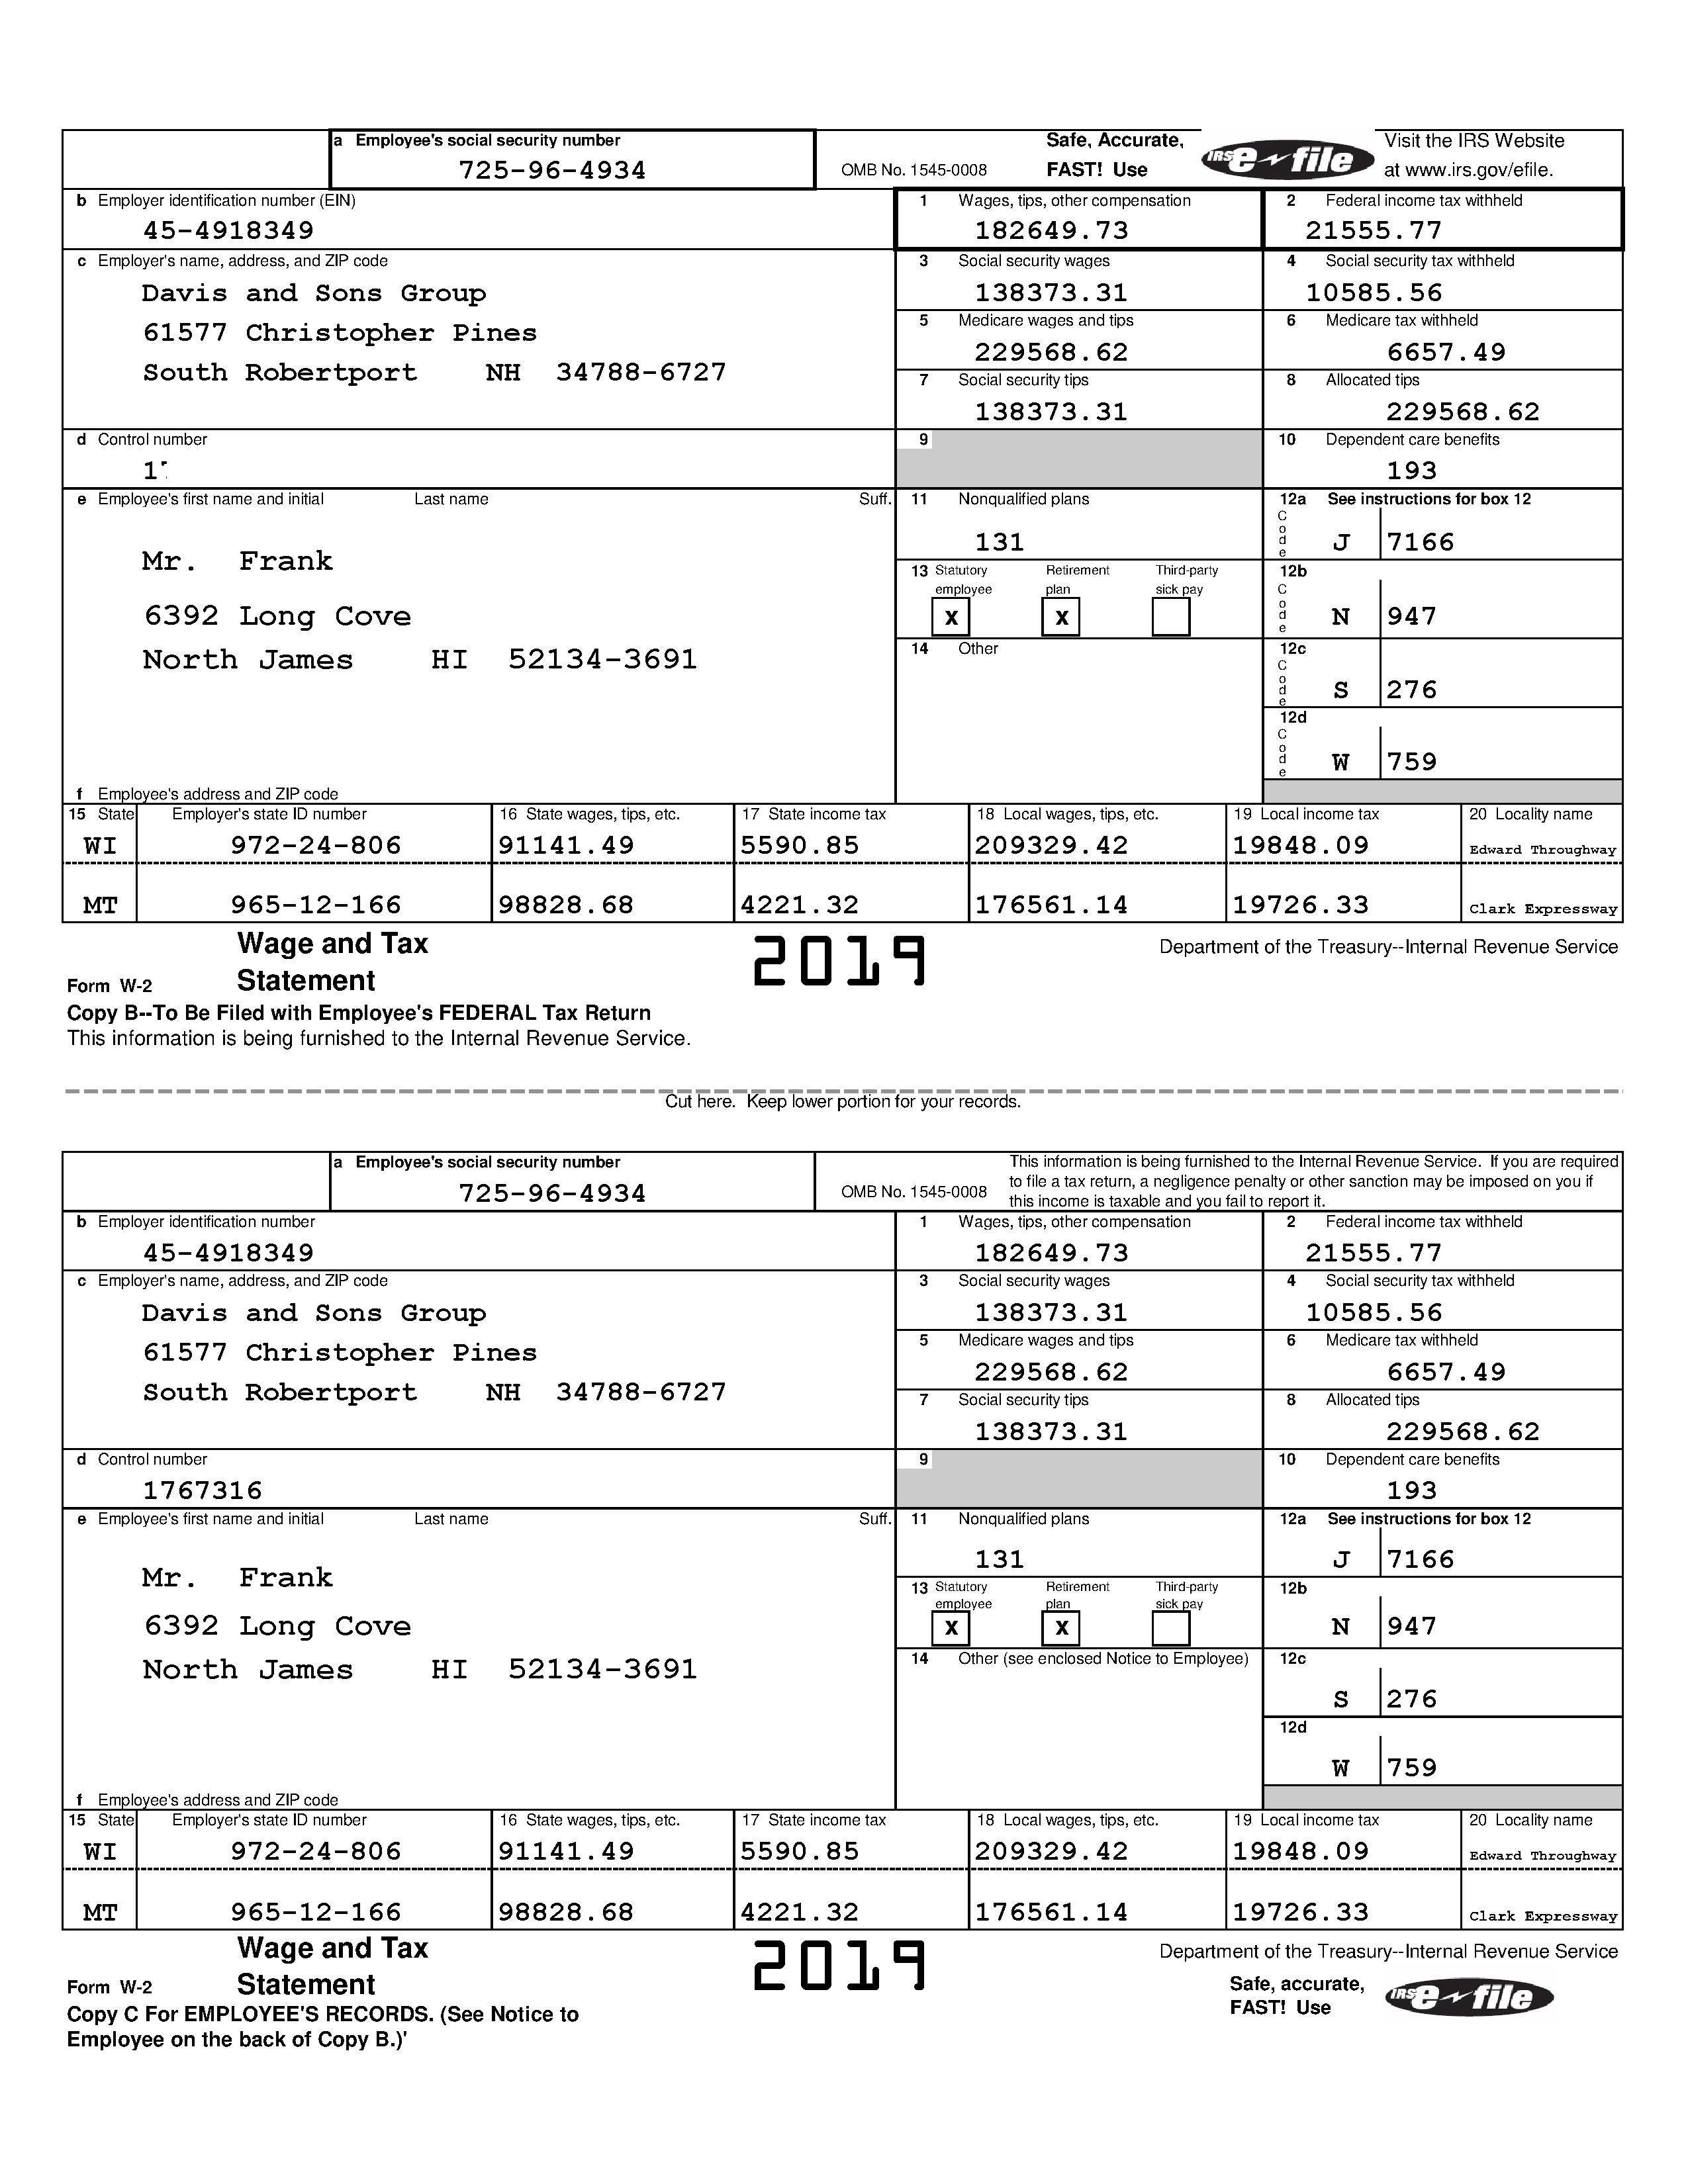 a Employee's social security number
725-96-4934
OMB No. 1545-0008
Safe, Accurate,
FAST! Use
IRS e-file
Visit the IRS Website
at www.irs.gov/efile.
b Employer identification number (EIN)
45-4918349
1 Wages, tips, other compensation
182649.73
2 Federal income tax withheld
21555.77
c Employer's name, address, and ZIP code
Davis and Sons Group
61577 Christopher Pines
South Robertport NH 34788-6727
3 Social security wages
138373.31
4 Social security tax withheld
10585.56
5 Medicare wages and tips
229568.62
6 Medicare tax withheld
6657.49
7 Social security tips
138373.31
8 Allocated tips
229568.62
d Control number
1
9
10 Dependent care benefits
193
e Employee's first name and initial Last name Suff.
Mr. Frank
6392 Long Cove
North James HI 52134-3691
f Employee's address and ZIP code
11 Nonqualified plans
131
12a See instructions for box 12
Code J 7166
13 Statutory employee Retirement plan Third-party sick pay
X X
12b
Code N 947
14 Other
12c
Code S 276
12d
Code W 759
15 State Employer's state ID number 16 State wages, tips, etc. 17 State income tax 18 Local wages, tips, etc. 19 Local income tax 20 Locality name
WI 972-24-806 91141.49 5590.85 209329.42 19848.09 Edward Throughway
MT 965-12-166 98828.68 4221.32 176561.14 19726.33 Clark Expressway
Form W-2 Wage and Tax Statement
2019
Department of the Treasury--Internal Revenue Service
Copy B--To Be Filed with Employee's FEDERAL Tax Return
This information is being furnished to the Internal Revenue Service.
Cut here. Keep lower portion for your records.
a Employee's social security number
725-96-4934
OMB No. 1545-0008
This information is being furnished to the Internal Revenue Service. If you are required
to file a tax return, a negligence penalty or other sanction may be imposed on you if
this income is taxable and you fail to report it.
b Employer identification number
45-4918349
1 Wages, tips, other compensation
182649.73
2 Federal income tax withheld
21555.77
c Employer's name, address, and ZIP code
Davis and Sons Group
61577 Christopher Pines
South Robertport NH 34788-6727
3 Social security wages
138373.31
4 Social security tax withheld
10585.56
5 Medicare wages and tips
229568.62
6 Medicare tax withheld
6657.49
7 Social security tips
138373.31
8 Allocated tips
229568.62
d Control number
1767316
9
10 Dependent care benefits
193
e Employee's first name and initial Last name Suff.
Mr. Frank
6392 Long Cove
North James HI 52134-3691
f Employee's address and ZIP code
11 Nonqualified plans
131
12a See instructions for box 12
J 7166
13 Statutory employee Retirement plan Third-party sick pay
X X
12b
N 947
14 Other (see enclosed Notice to Employee)
12c
S 276
12d
W 759
15 State Employer's state ID number 16 State wages, tips, etc. 17 State income tax 18 Local wages, tips, etc. 19 Local income tax 20 Locality name
WI 972-24-806 91141.49 5590.85 209329.42 19848.09 Edward Throughway
MT 965-12-166 98828.68 4221.32 176561.14 19726.33 Clark Expressway
Form W-2 Wage and Tax Statement
2019
Department of the Treasury--Internal Revenue Service
Safe, accurate,
FAST! Use
IRS e-file
Copy C For EMPLOYEE'S RECORDS. (See Notice to
Employee on the back of Copy B.)'